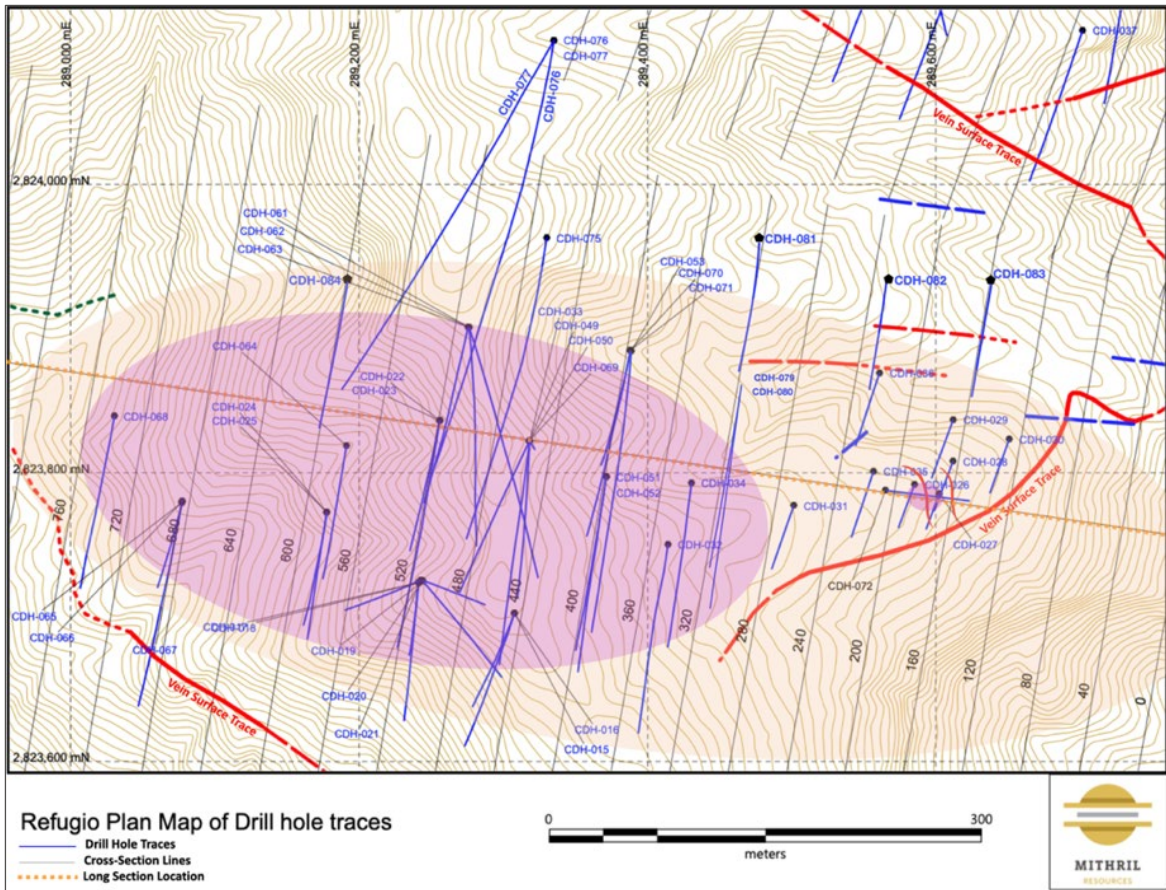 289,000 mE
289,200 mE
289,400 mE
289,600 mE
CDH-076
CDH-077
CDH-077
CDH-076
CDH-037
Vein Surface Trace
2,824,000 mN
CDH-061
CDH-062
CDH-063
CDH-084
CDH-075
CDH-053
CDH-070
CDH-071
CDH-081
CDH-082
CDH-083
CDH-033
CDH-049
CDH-050
CDH-069
CDH-064
CDH-022
CDH-023
CDH-079
CDH-080
CDH-024
CDH-025
CDH-068
CDH-029
CDH-028
2,823,800 mN
CDH-051
CDH-052
CDH-034
CDH-035
CDH-026
CDH-031
CDH-027
Vein Surface Trace
CDH-032
CDH-072
760
720
680
640
600
560
520
480
440
400
360
320
280
240
200
160
120
80
40
0
CDH-065
CDH-066
CDH-067
CDH-019
CDH-020
CDH-021
CDH-016
CDH-015
Vein Surface Trace
2,823,600 mN
Refugio Plan Map of Drill hole traces
Drill Hole Traces
Cross-Section Lines
Long Section Location
0
300
meters
MITHRIL
RESOURCES